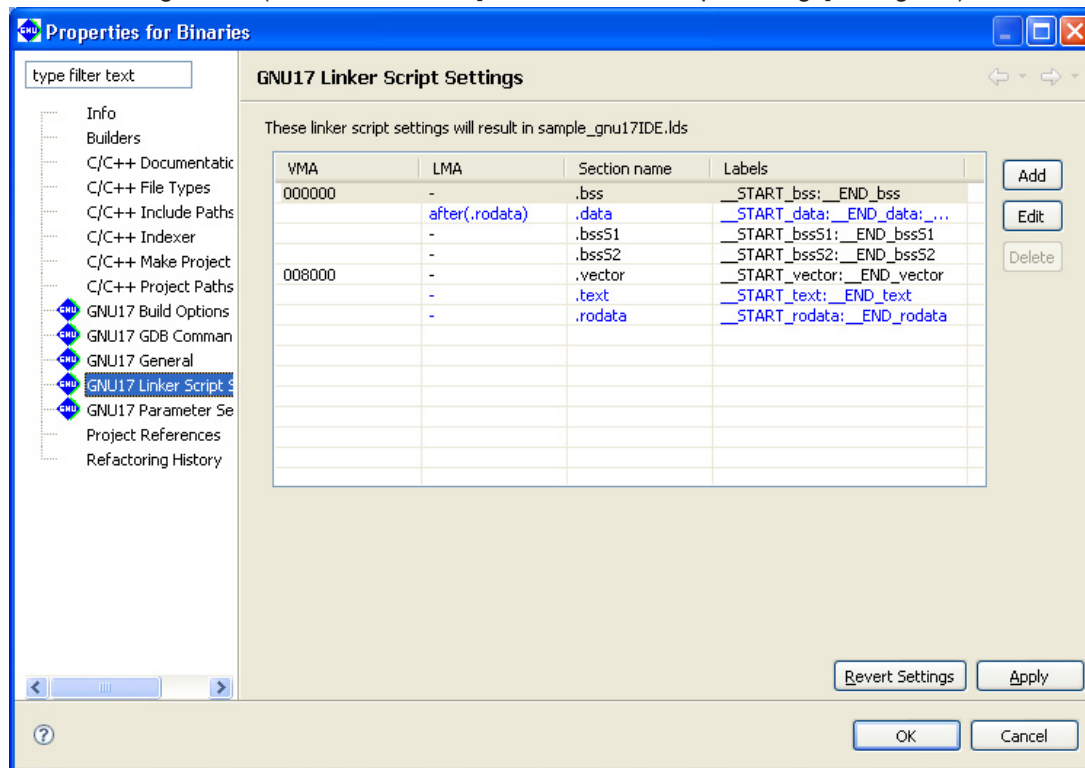 Properties for Binaries
type filter text
GNU17 Linker Script Settings
Info
Builders
C/C++ Documentatic
C/C++ File Types
C/C++ Include Paths
C/C++ Indexer
C/C++ Make Project
C/C++ Project Paths
GNU17 Build Options
GNU17 GDB Comman
GNU17 General
GNU17 Linker Script S
GNU17 Parameter Se
Project References
Refactoring History
These linker script settings will result in sample_gnu17IDE.lds
VMA LMA Section name Labels
000000 - .bss __START_bss:__END_bss
after(.rodata) .data __START_data:__END_data:_...
- .bssS1 __START_bssS1:__END_bssS1
- .bssS2 __START_bssS2:__END_bssS2
008000 - .vector __START_vector:__END_vector
- .text __START_text:__END_text
- .rodata __START_rodata:__END_rodata
Add
Edit
Delete
Revert Settings Apply
OK Cancel